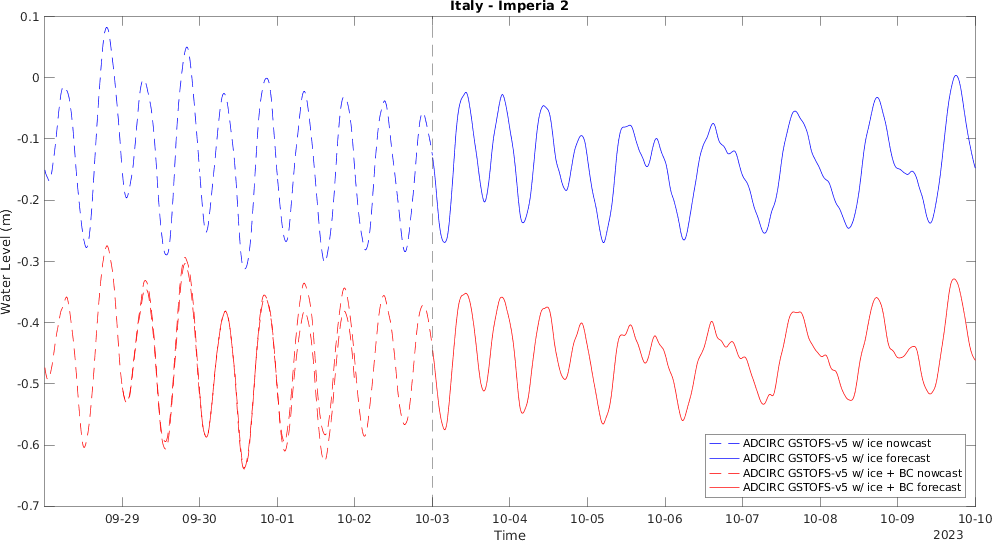 Italy - Imperia 2
0.1
0
-0.1
-0.2
-0.3
-0.4
-0.5
-0.6
-0.7
Water Level (m)
ADCIRC GSTOFS-v5 w/ ice nowcast
ADCIRC GSTOFS-v5 w/ ice forecast
ADCIRC GSTOFS-v5 w/ ice + BC nowcast
ADCIRC GSTOFS-v5 w/ ice + BC forecast
09-29 09-30 10-01 10-02 10-03 10-04 10-05 10-06 10-07 10-08 10-09 10-10
Time
2023